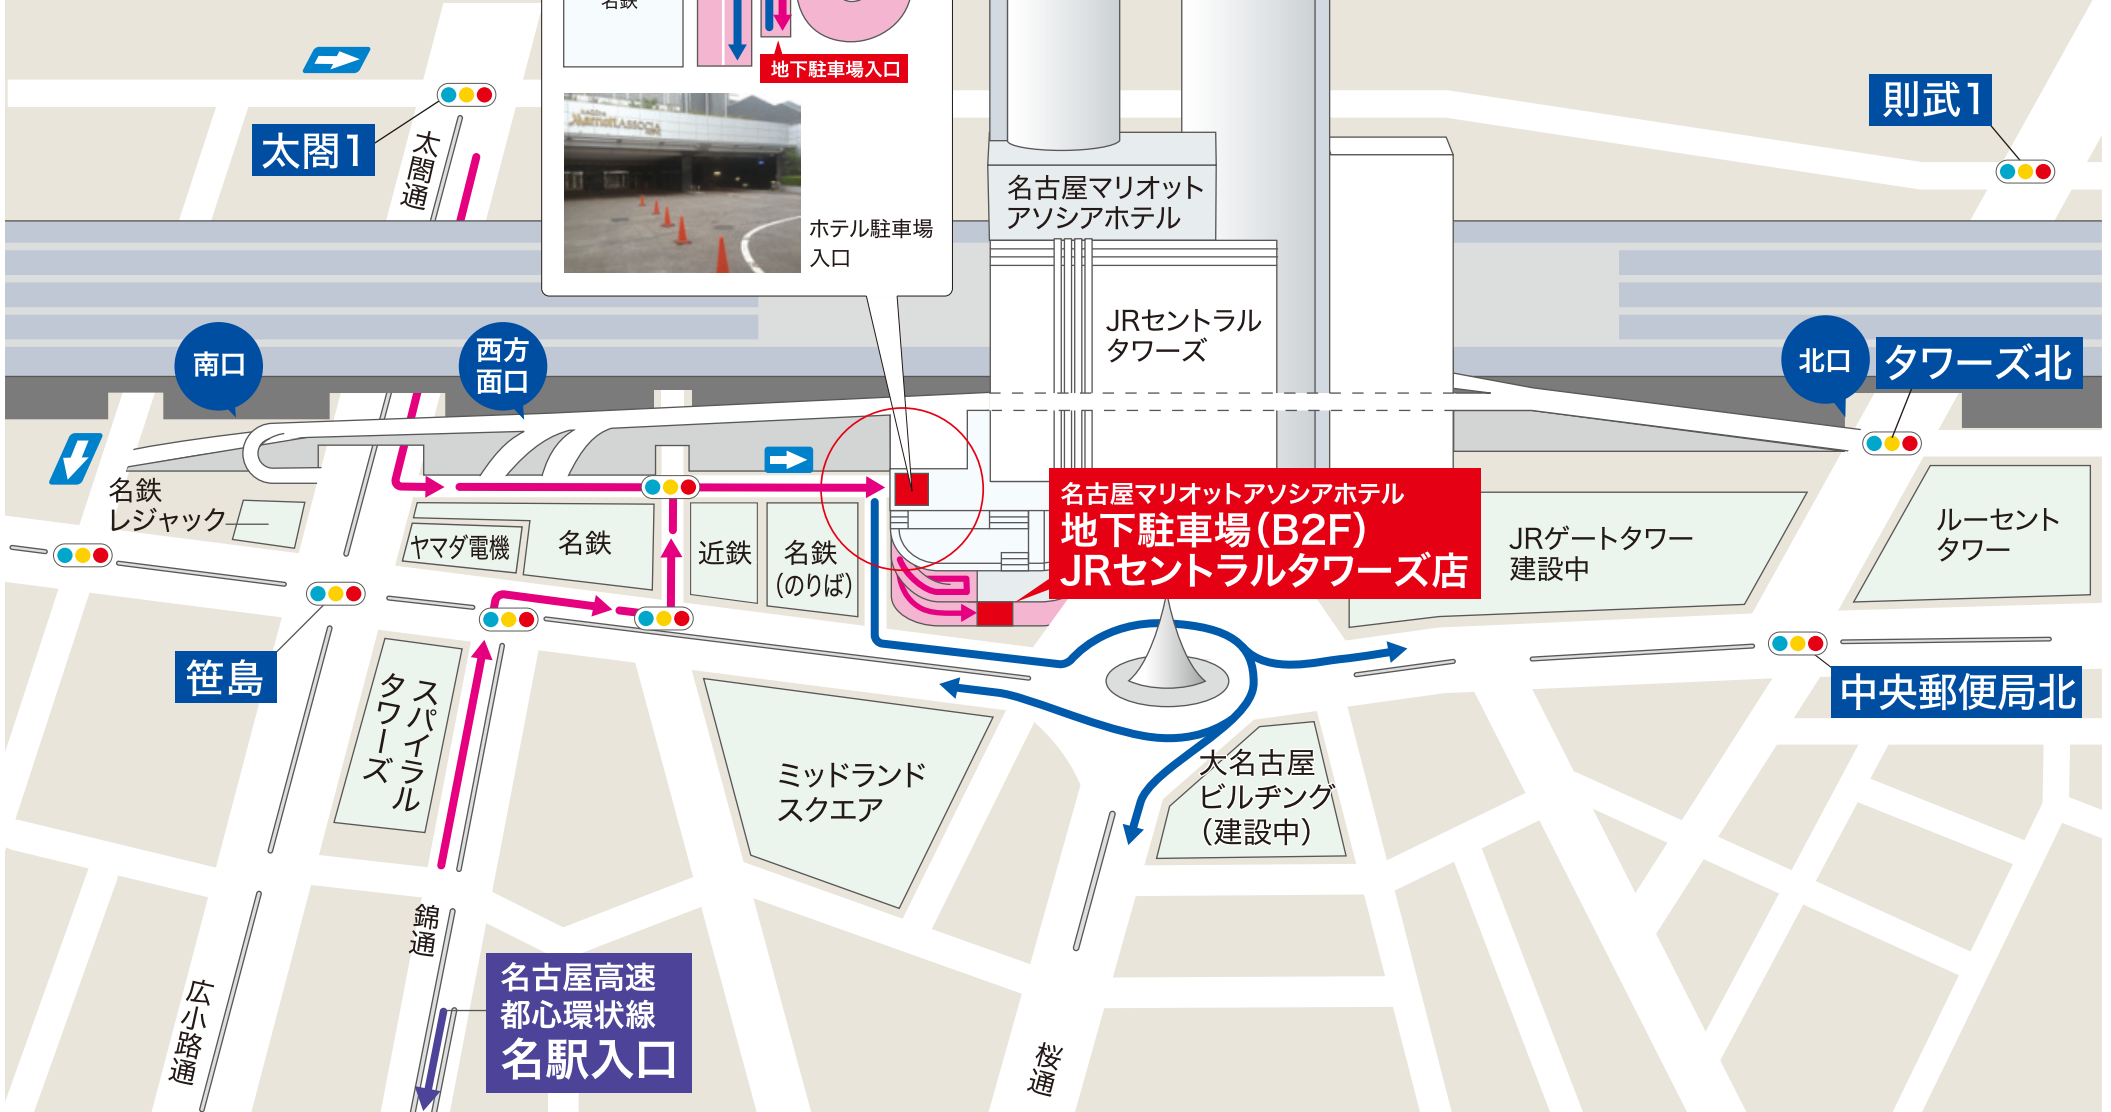 名鉄
地下駐車場入口
Marriott ASSOCIA
ホテル駐車場
入口
太閤1
太閤通
則武1
名古屋マリオット
アソシアホテル
JRセントラル
タワーズ
南口
西方
面口
北口
タワーズ北
名鉄
レジャック
ヤマダ電機
名鉄
近鉄
名鉄
(のりば)
名古屋マリオットアソシアホテル
地下駐車場(B2F)
JRセントラルタワーズ店
JRゲートタワー
建設中
ルーセント
タワー
笹島
中央郵便局北
スパイラル
タワーズ
ミッドランド
スクエア
大名古屋
ビルヂング
(建設中)
錦通
広小路通
名古屋高速
都心環状線
名駅入口
桜通